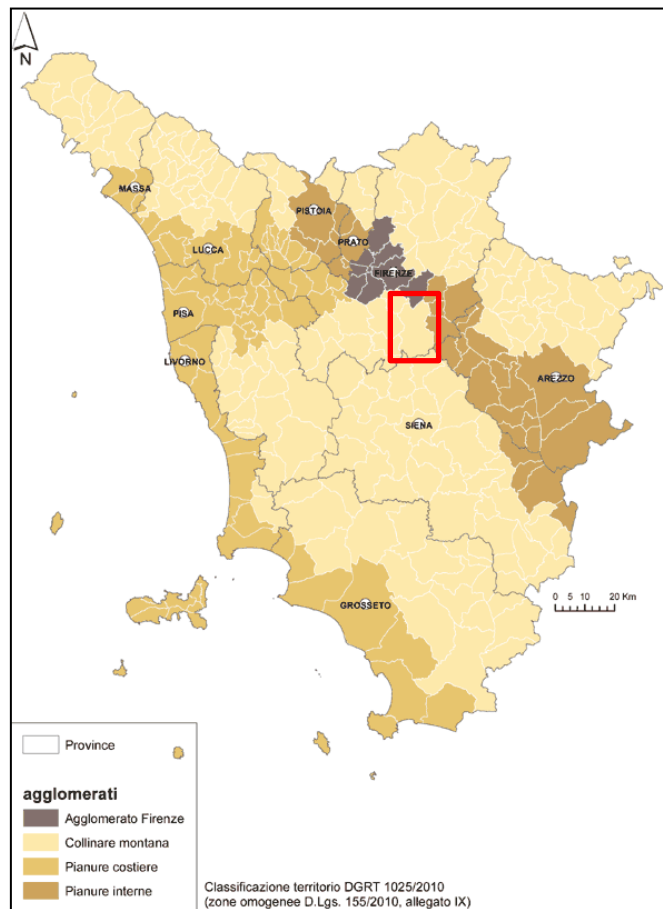 N
MASSA
PISTOIA
PRATO
LUCCA
FIRENZE
PISA
LIVORNO
AREZZO
SIENA
GROSSETO
0 5 10 20 Km
Province
agglomerati
Agglomerato Firenze
Collinare montana
Pianure costiere
Pianure interne
Classificazione territorio DGRT 1025/2010
(zone omogenee D.Lgs. 155/2010, allegato IX)